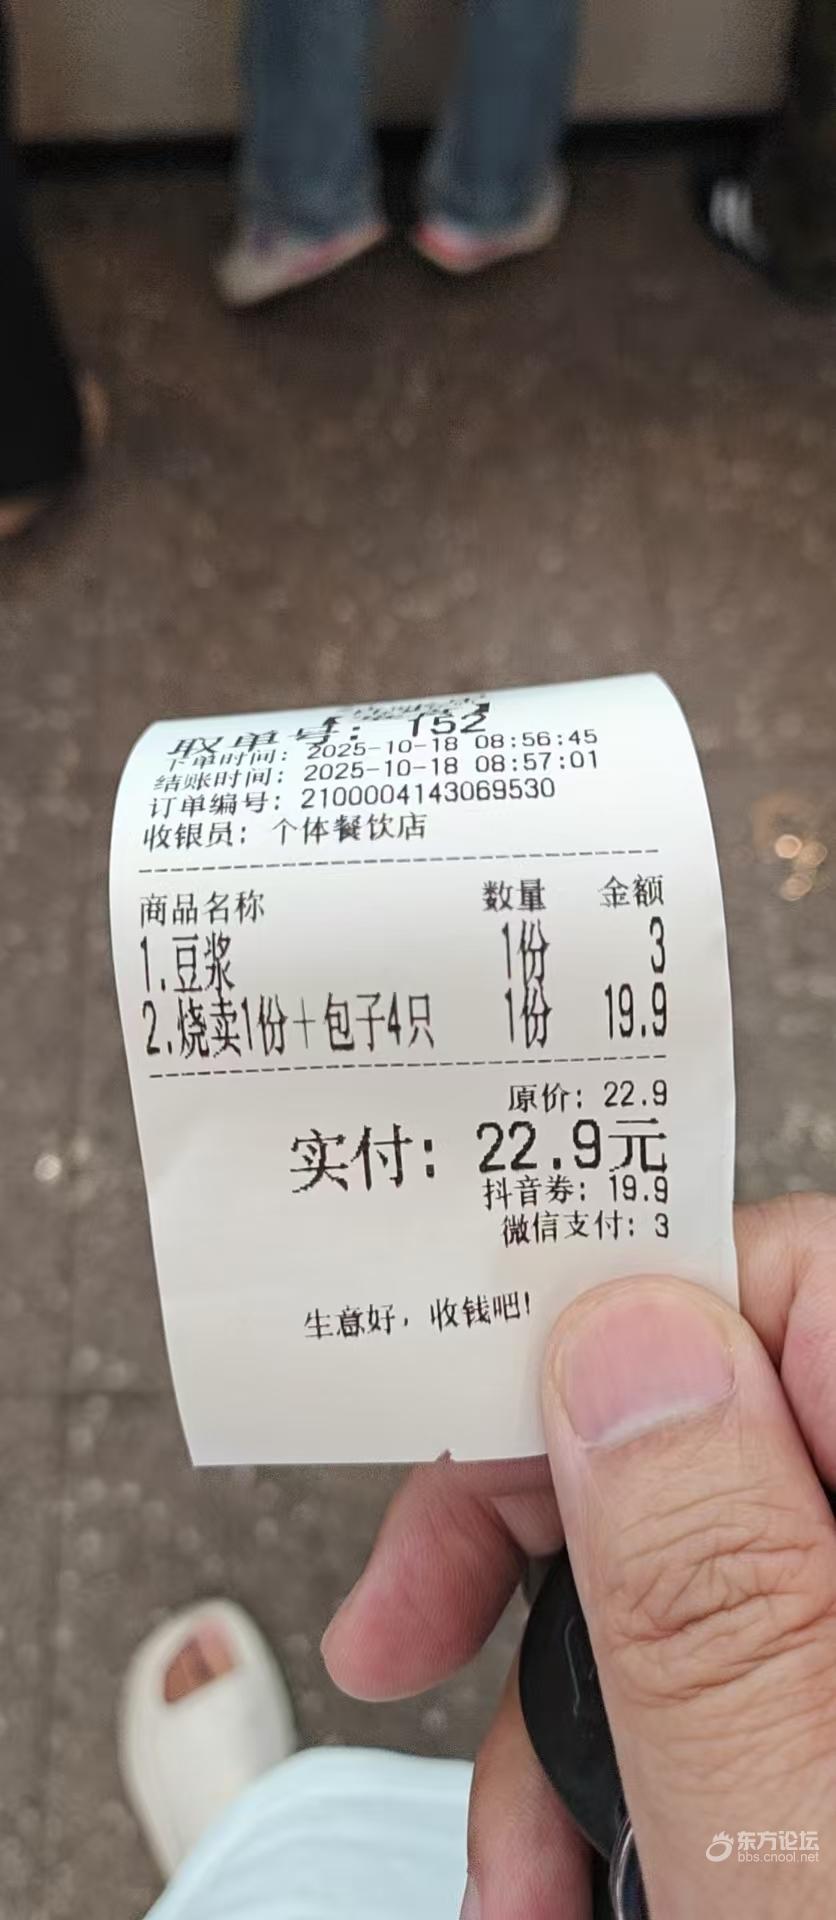 取单号: 152
下单时间: 2025-10-18 08:56:45
结账时间: 2025-10-18 08:57:01
订单编号: 2100004143069530
收银员: 个体餐饮店
商品名称 数量 金额
1.豆浆 1份 3
2.烧卖1份+包子4只 1份 19.9
原价: 22.9
实付: 22.9元
抖音券: 19.9
微信支付: 3
生意好, 收钱吧!
东方论坛
bbs.cnool.net